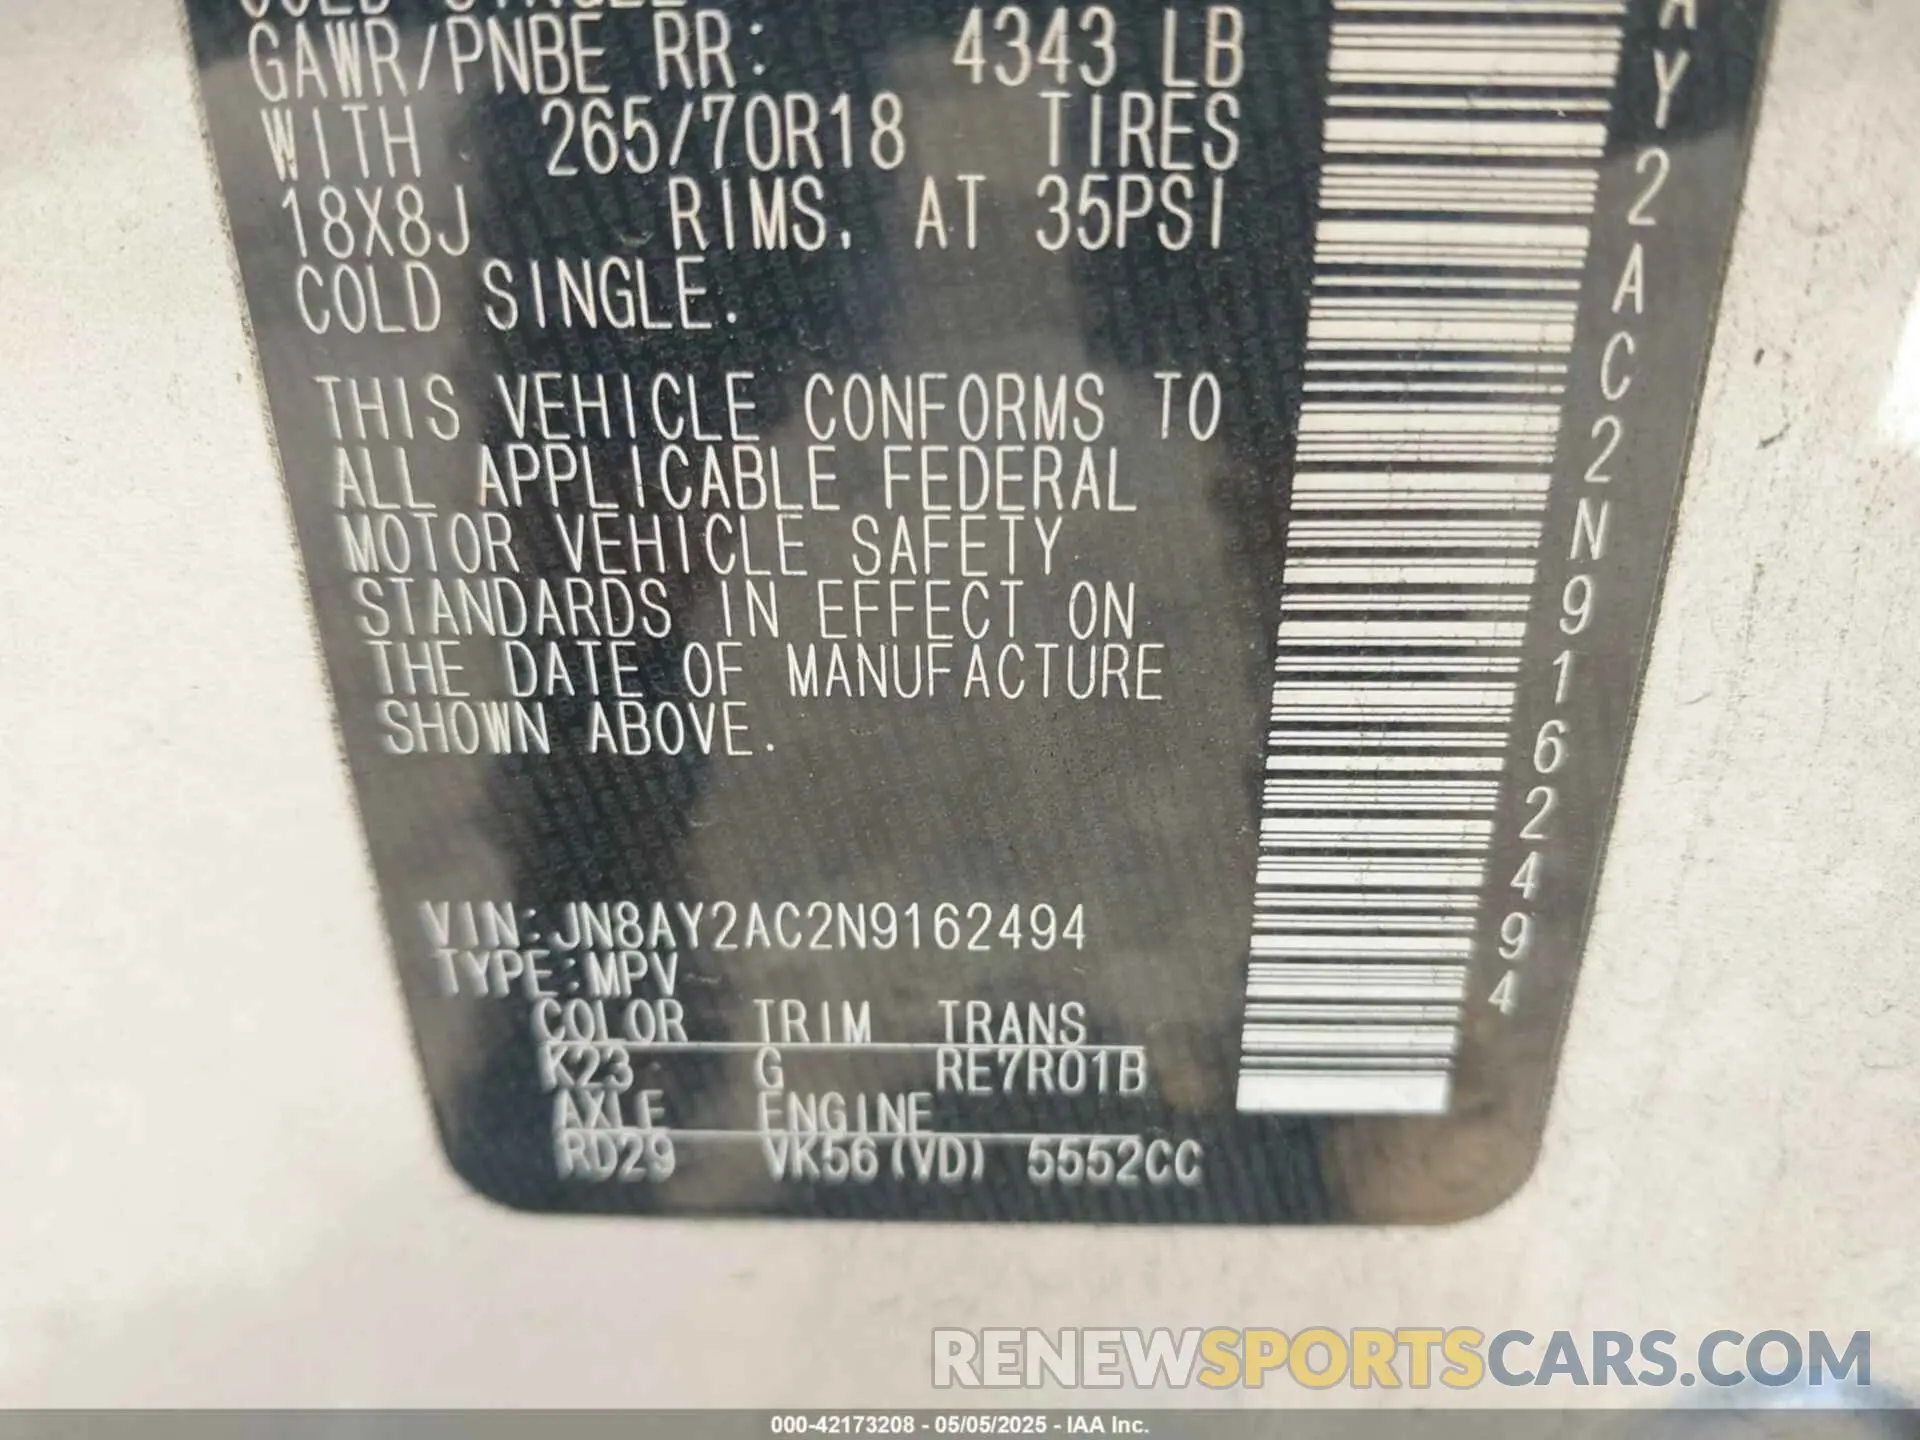 COLD SINGLE
GAWR/PNBE RR: 4343 LB
WITH 265/70R18 TIRES
18X8J RIMS, AT 35PSI
COLD SINGLE.
THIS VEHICLE CONFORMS TO
ALL APPLICABLE FEDERAL
MOTOR VEHICLE SAFETY
STANDARDS IN EFFECT ON
THE DATE OF MANUFACTURE
SHOWN ABOVE.
VIN:JN8AY2AC2N9162494
TYPE:MPV
COLOR TRIM TRANS
K23 G RE7R01B
AXLE ENGINE
RD29 VK56(VD) 5552CC
AY2AC2N9162494
RENEWSPORTSCARS.COM
000-42173208 - 05/05/2025 - IAA Inc.